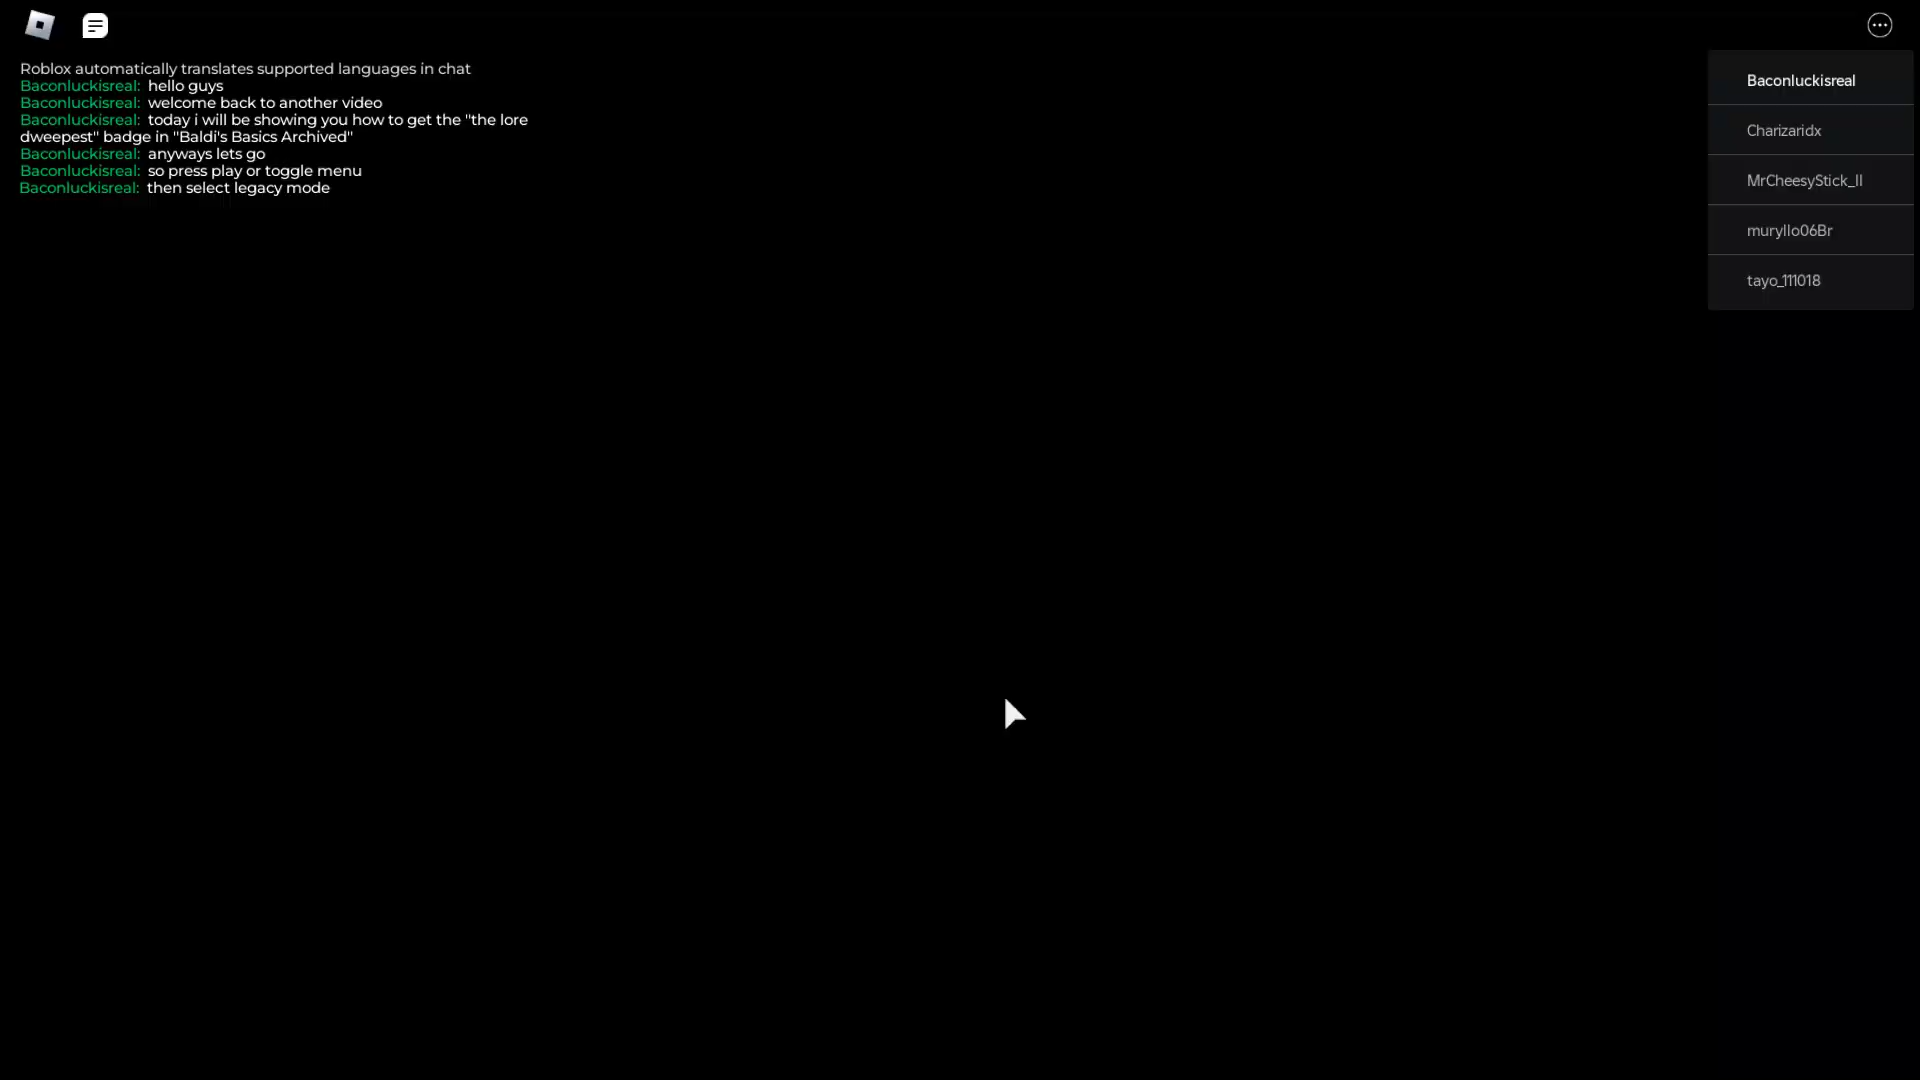 Roblox automatically translates supported languages in chat
Baconluckisreal: hello guys
Baconluckisreal: welcome back to another video
Baconluckisreal: today i will be showing you how to get the "the lore
dweepest" badge in "Baldi's Basics Archived"
Baconluckisreal: anyways lets go
Baconluckisreal: so press play or toggle menu
Baconluckisreal: then select legacy mode
Baconluckisreal
Charizaridx
MrCheesyStick_II
muryllo06Br
tayo_111018